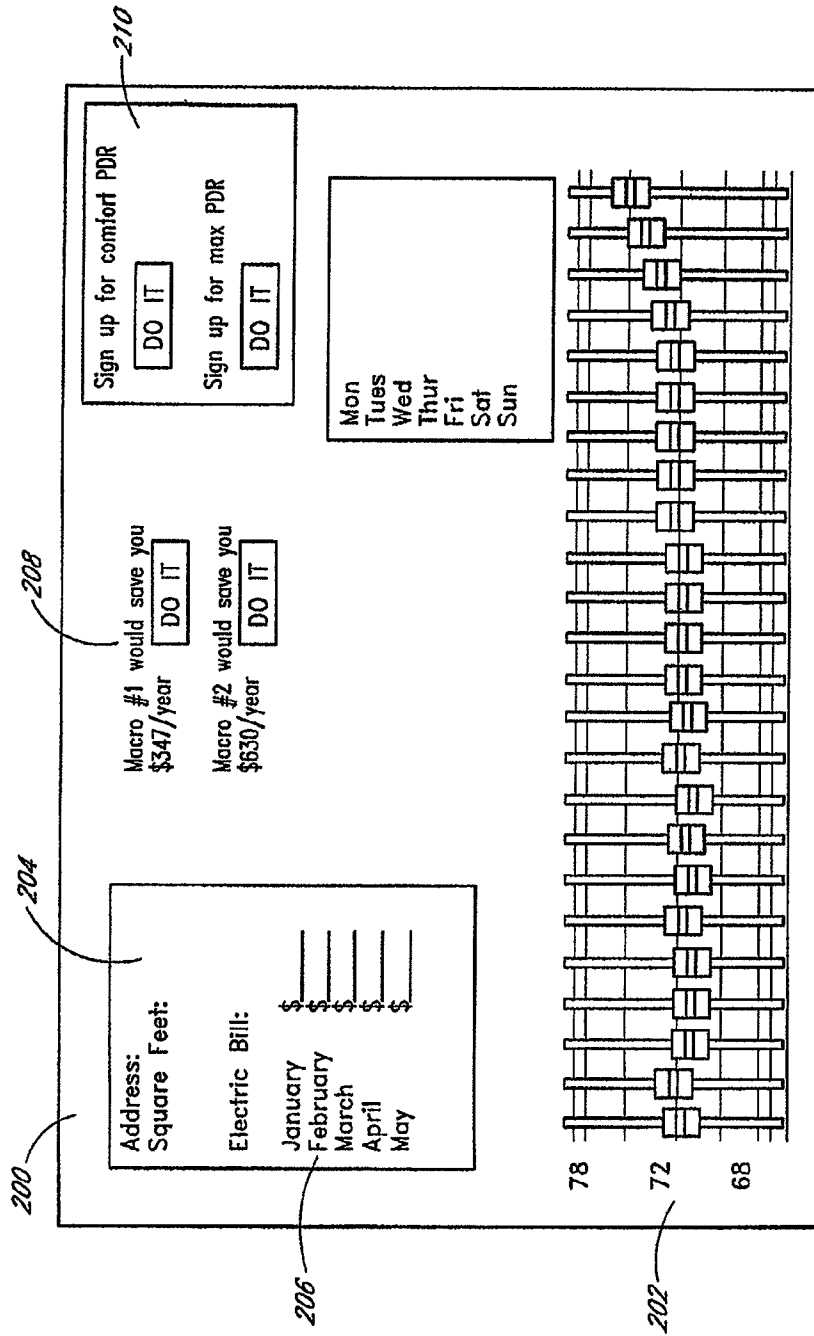 200
204
208
210
Address:
Square Feet:
Electric Bill:
January $
February $
March $
April $
May $
206
Macro #1 would save you
$347/year
DO IT
Macro #2 would save you
$630/year
DO IT
Sign up for comfort PDR
DO IT
Sign up for max PDR
DO IT
Mon
Tues
Wed
Thur
Fri
Sat
Sun
78
72
68
202